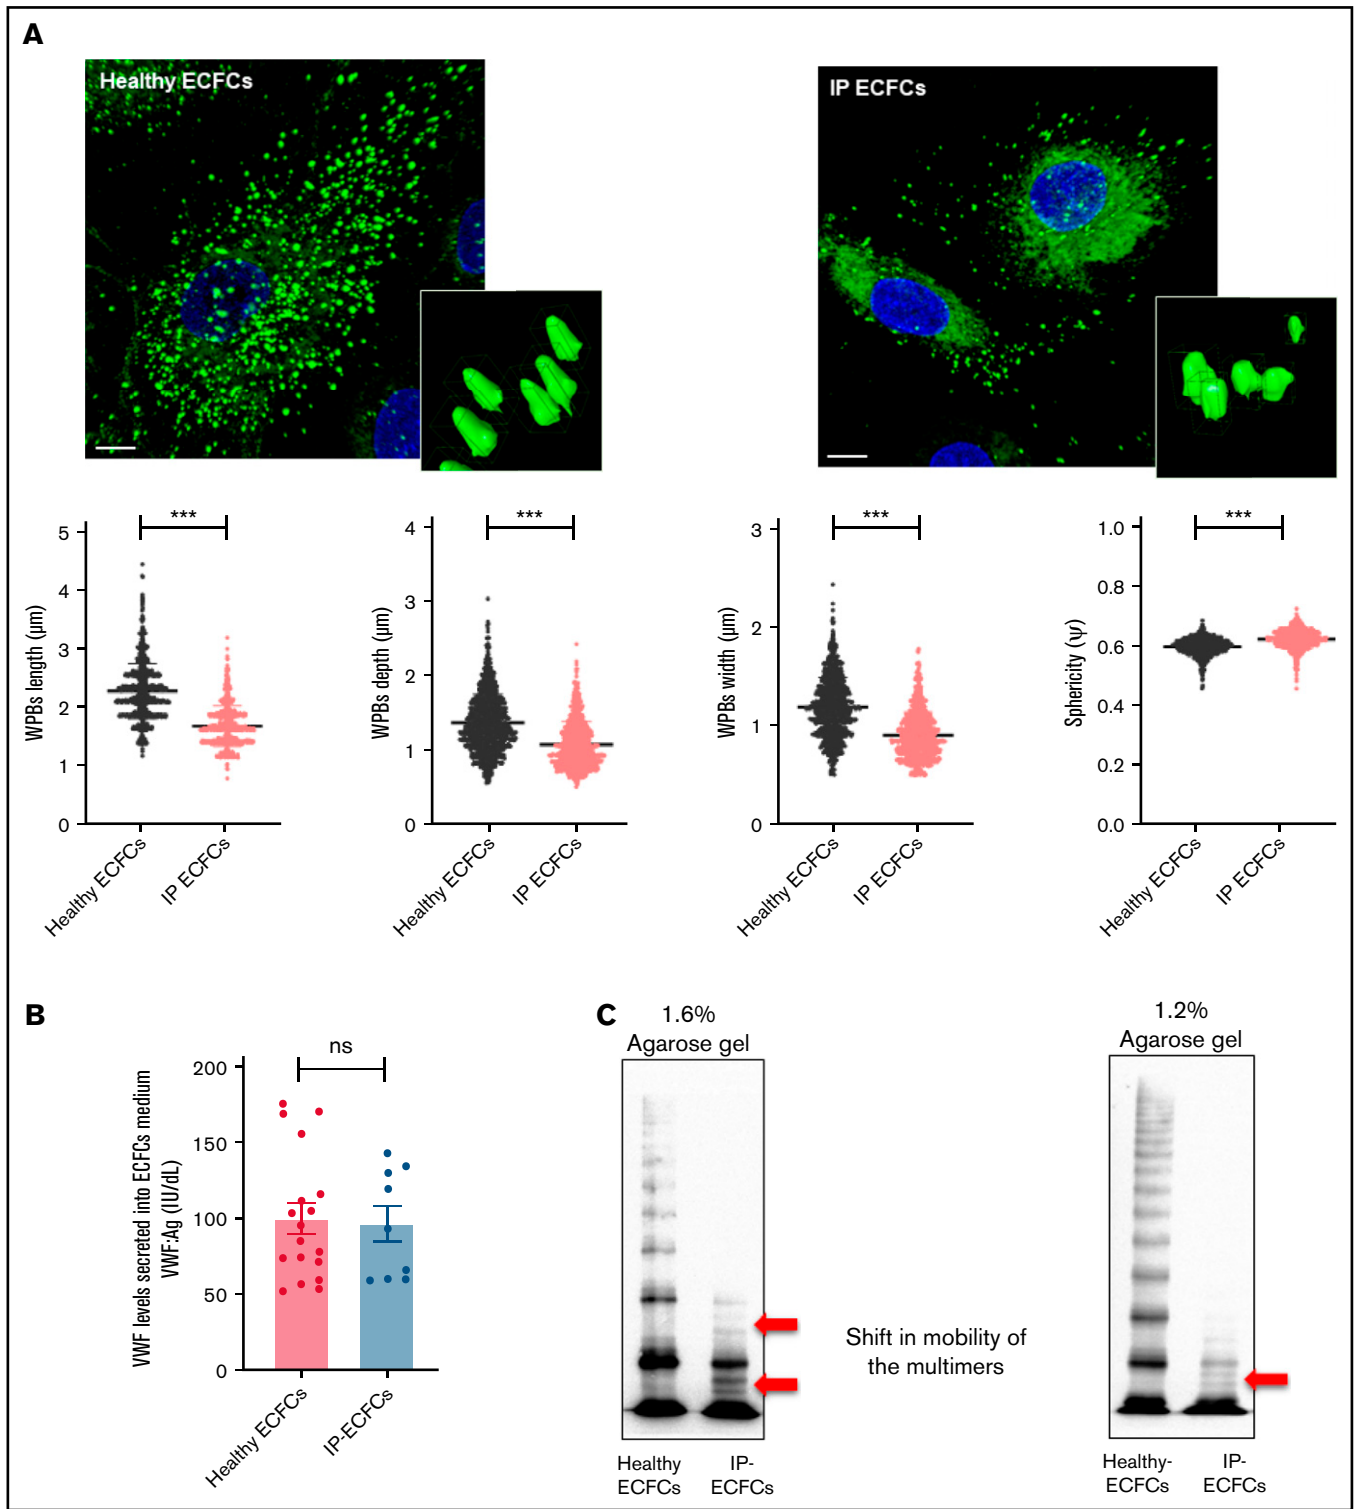 A
Healthy ECFCs
IP ECFCs
***
5
4
3
2
1
0
WPBs length (μm)
Healthy ECFCs
IP ECFCs
***
4
3
2
1
0
WPBs depth (μm)
Healthy ECFCs
IP ECFCs
***
3
2
1
0
WPBs width (μm)
Healthy ECFCs
IP ECFCs
***
1.0
0.8
0.6
0.4
0.2
0.0
Sphericity (ψ)
Healthy ECFCs
IP ECFCs
B
ns
200
150
100
50
0
VWF levels secreted into ECFCs medium
VWF:Ag (IU/dL)
Healthy ECFCs
IP-ECFCs
C
1.6%
Agarose gel
Healthy
ECFCs
IP-
ECFCs
Shift in mobility of
the multimers
1.2%
Agarose gel
Healthy-
ECFCs
IP-
ECFCs